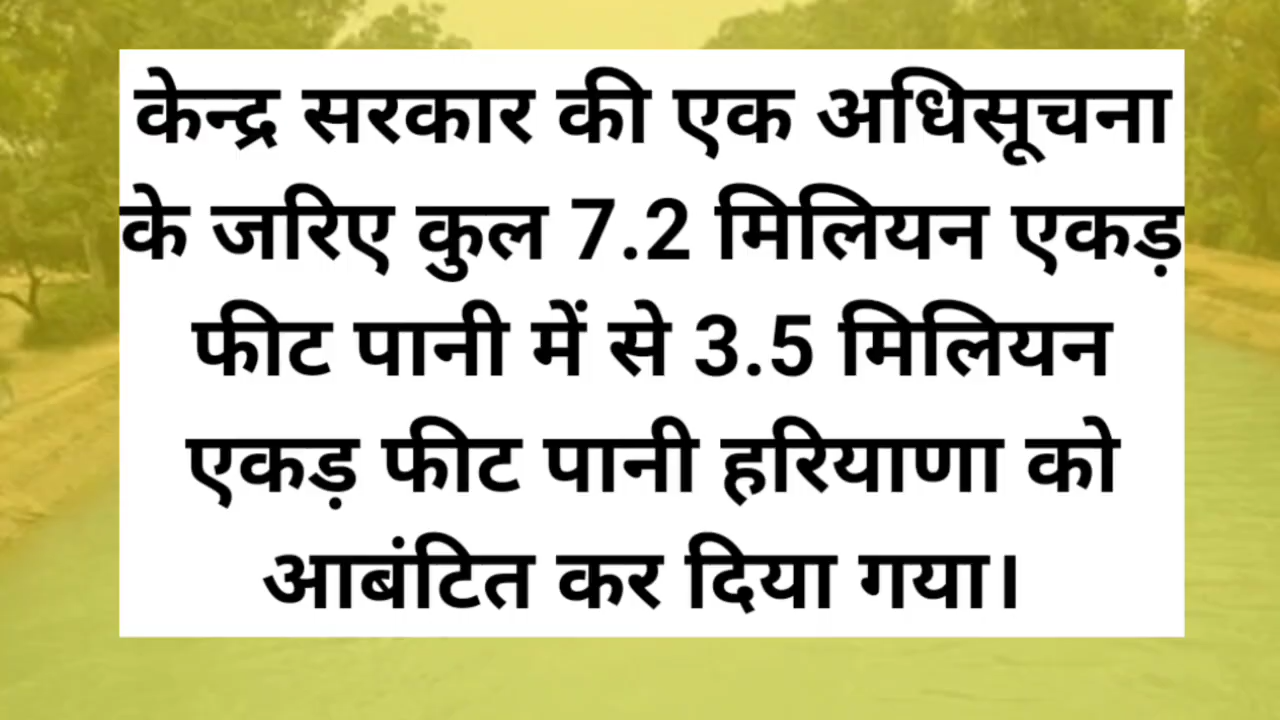 केन्द्र सरकार की एक अधिसूचना
के जरिए कुल 7.2 मिलियन एकड़
फीट पानी में से 3.5 मिलियन
एकड़ फीट पानी हरियाणा को
आबंटित कर दिया गया।